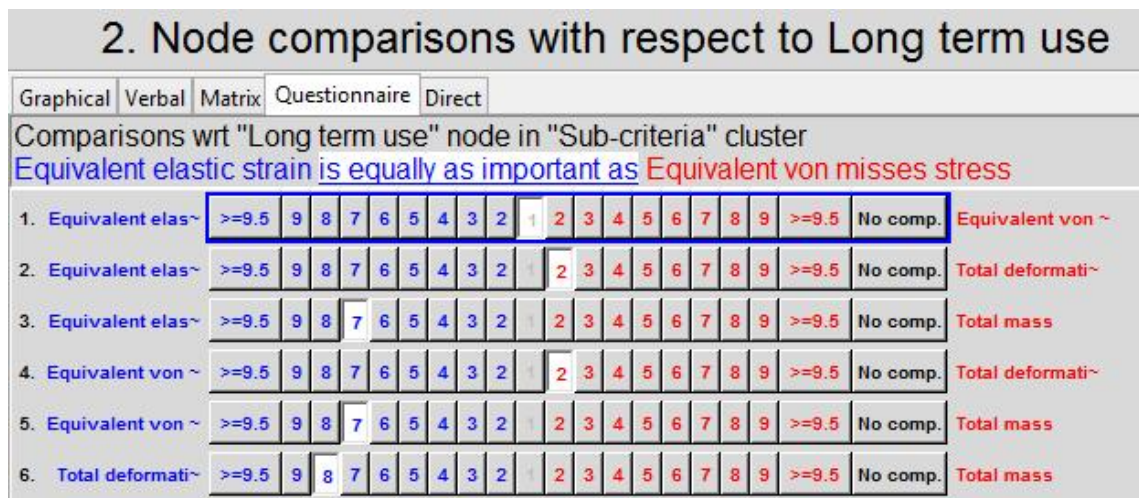 2. Node comparisons with respect to Long term use
Graphical Verbal Matrix Questionnaire Direct
Comparisons wrt "Long term use" node in "Sub-criteria" cluster
Equivalent elastic strain is equally as important as Equivalent von misses stress
1. Equivalent elas~ >=9.5 9 8 7 6 5 4 3 2 1 2 3 4 5 6 7 8 9 >=9.5 No comp. Equivalent von ~
2. Equivalent elas~ >=9.5 9 8 7 6 5 4 3 2 1 2 3 4 5 6 7 8 9 >=9.5 No comp. Total deformati~
3. Equivalent elas~ >=9.5 9 8 7 6 5 4 3 2 1 2 3 4 5 6 7 8 9 >=9.5 No comp. Total mass
4. Equivalent von ~ >=9.5 9 8 7 6 5 4 3 2 1 2 3 4 5 6 7 8 9 >=9.5 No comp. Total deformati~
5. Equivalent von ~ >=9.5 9 8 7 6 5 4 3 2 1 2 3 4 5 6 7 8 9 >=9.5 No comp. Total mass
6. Total deformati~ >=9.5 9 8 7 6 5 4 3 2 1 2 3 4 5 6 7 8 9 >=9.5 No comp. Total mass